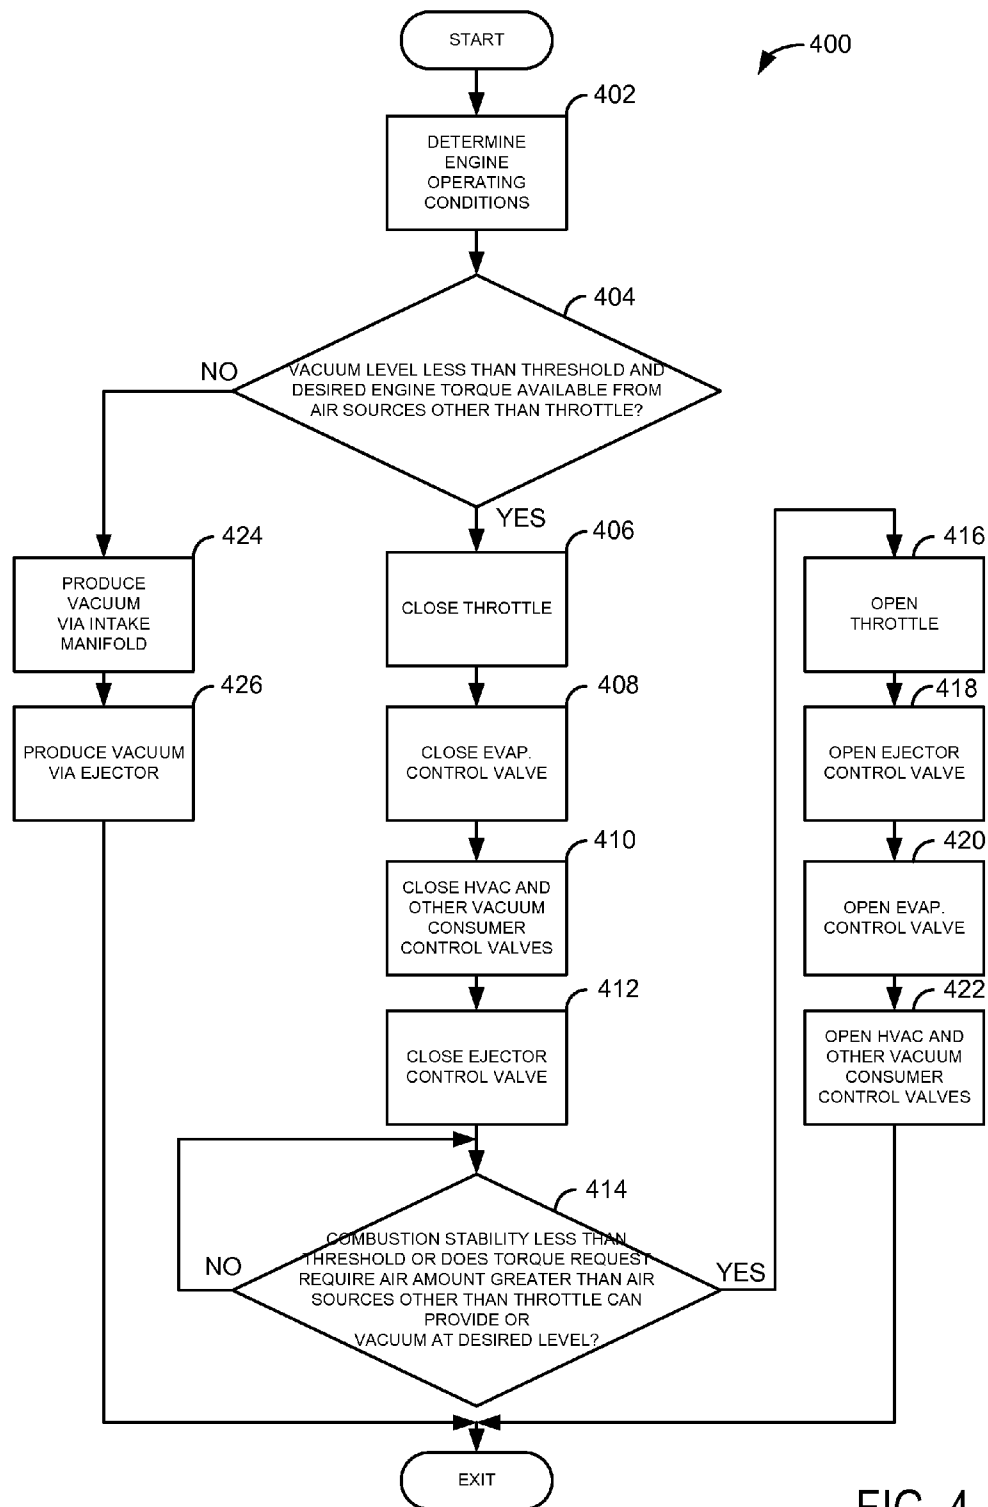 START
400
402
DETERMINE
ENGINE
OPERATING
CONDITIONS
404
NO
VACUUM LEVEL LESS THAN THRESHOLD AND
DESIRED ENGINE TORQUE AVAILABLE FROM
AIR SOURCES OTHER THAN THROTTLE?
YES
424
PRODUCE
VACUUM
VIA INTAKE
MANIFOLD
426
PRODUCE VACUUM
VIA EJECTOR
406
CLOSE THROTTLE
408
CLOSE EVAP.
CONTROL VALVE
410
CLOSE HVAC AND
OTHER VACUUM
CONSUMER
CONTROL VALVES
412
CLOSE EJECTOR
CONTROL VALVE
414
COMBUSTION STABILITY LESS THAN
THRESHOLD OR DOES TORQUE REQUEST
REQUIRE AIR AMOUNT GREATER THAN AIR
SOURCES OTHER THAN THROTTLE CAN
PROVIDE OR
VACUUM AT DESIRED LEVEL?
NO
YES
416
OPEN
THROTTLE
418
OPEN EJECTOR
CONTROL VALVE
420
OPEN EVAP.
CONTROL VALVE
422
OPEN HVAC AND
OTHER VACUUM
CONSUMER
CONTROL VALVES
EXIT
FIG. 4